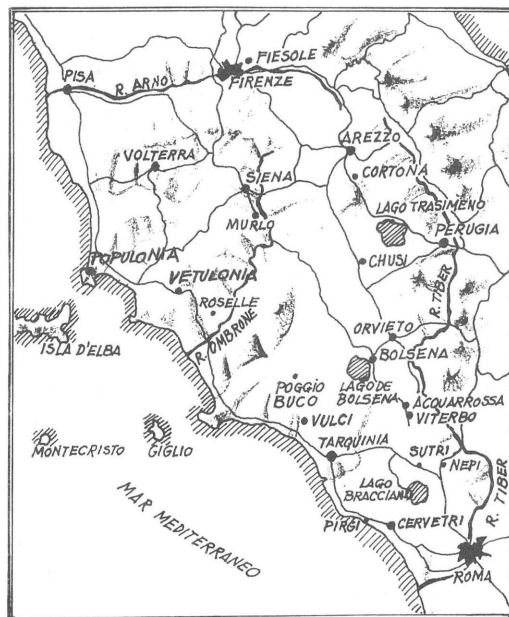 FIESOLE
FIRENZE
PISA
R. ARNO
AREZZO
VOLTERRA
CORTONA
SIENA
LAGO TRASIMENO
MURLO
PERUGIA
POPULONIA
CHUSI
VETULONIA
ROSELLE
R. TIBER
R. OMBRONE
ORVIETO
ISLA D'ELBA
BOLSENA
LAGO DE
BOLSENA
POGGIO
BUCO
ACQUARROSSA
VITERBO
VULCI
MONTECRISTO
GIGLIO
TARQUINIA
SUTRI
NEPI
LAGO
BRACCIANO
MAR MEDITERRANEO
PIRGI
CERVETRI
R. TIBER
ROMA